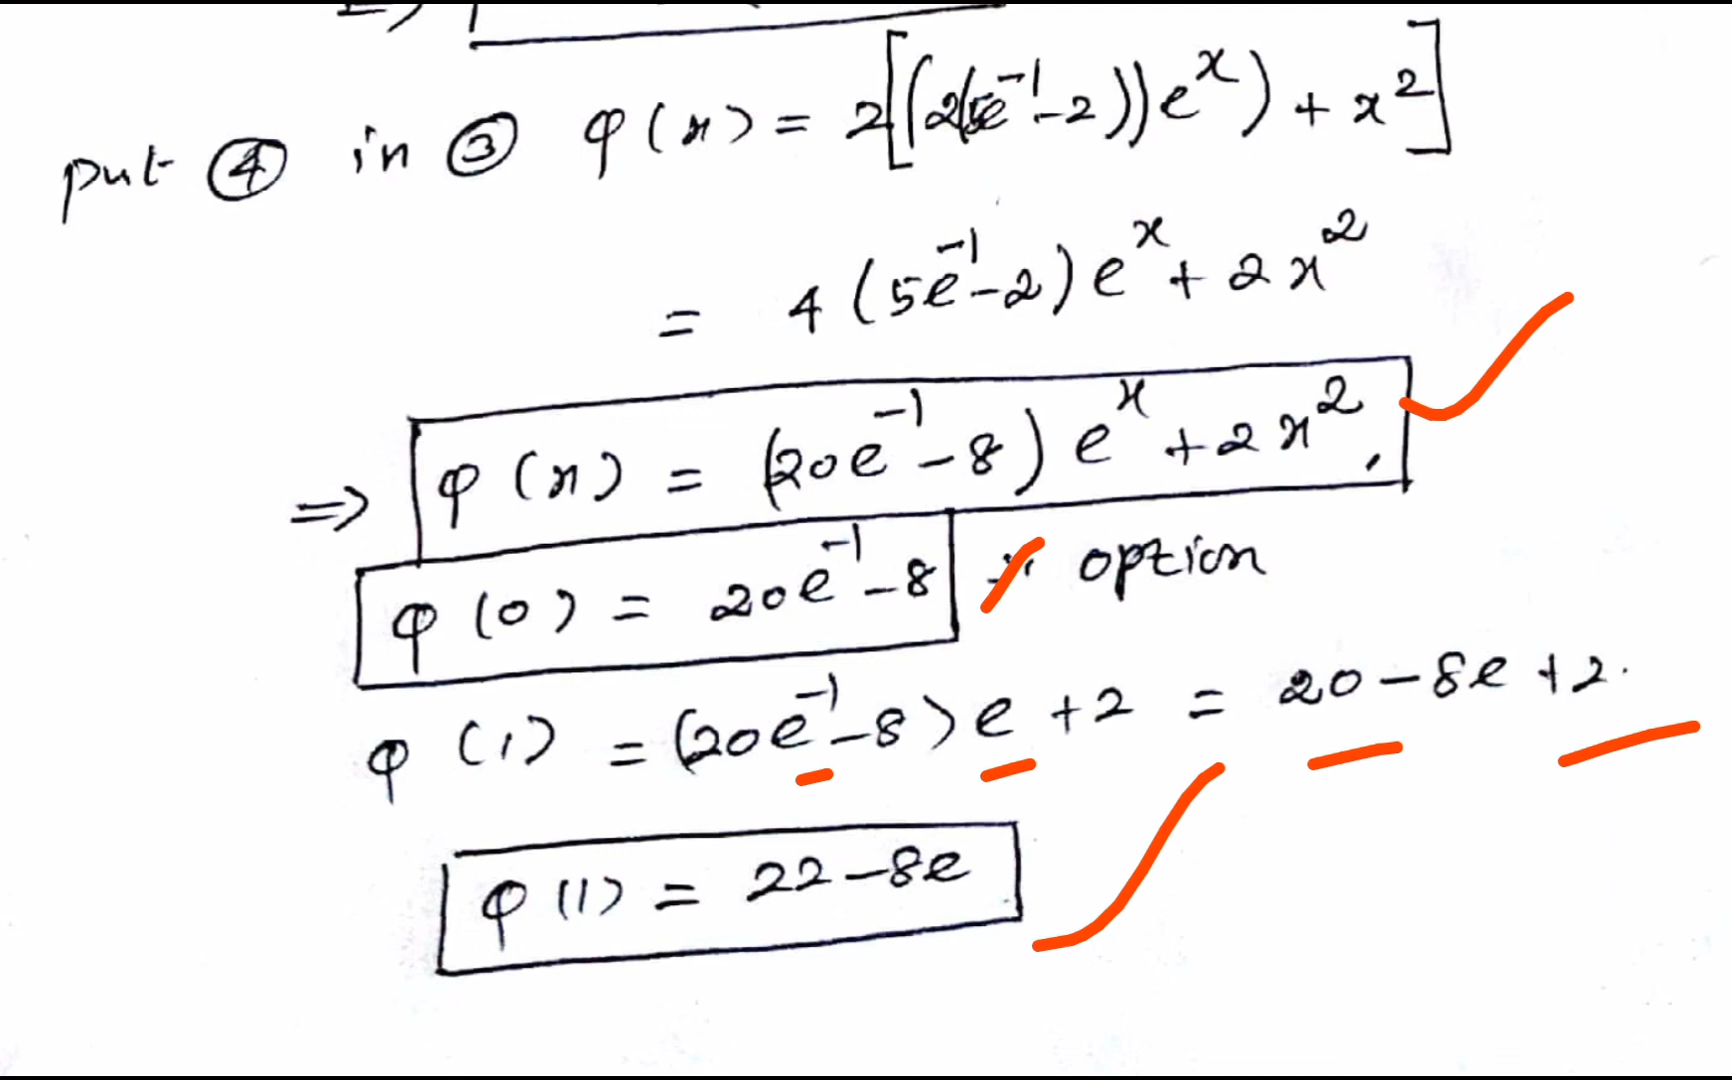 put ④ in ③ φ(x) = 2[(2(5e⁻¹-2))eˣ) + x²]
= 4(5e⁻¹-2)eˣ + 2x²
⇒ φ(x) = (20e⁻¹-8)eˣ + 2x²,
φ(0) = 20e⁻¹-8 option
φ(1) = (20e⁻¹-8)e + 2 = 20-8e+2.
φ(1) = 22-8e